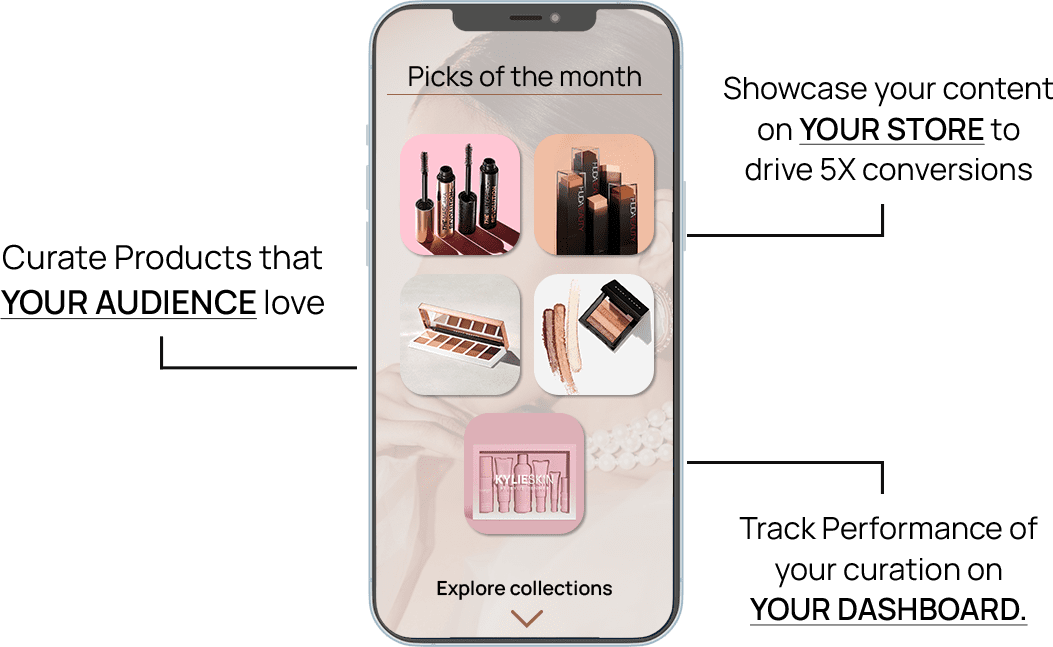 Picks of the month
Showcase your content
on YOUR STORE to
drive 5X conversions
Curate Products that
YOUR AUDIENCE love
HUDABEAUTY
KYLIESKIN
Explore collections
Track Performance of
your curation on
YOUR DASHBOARD.